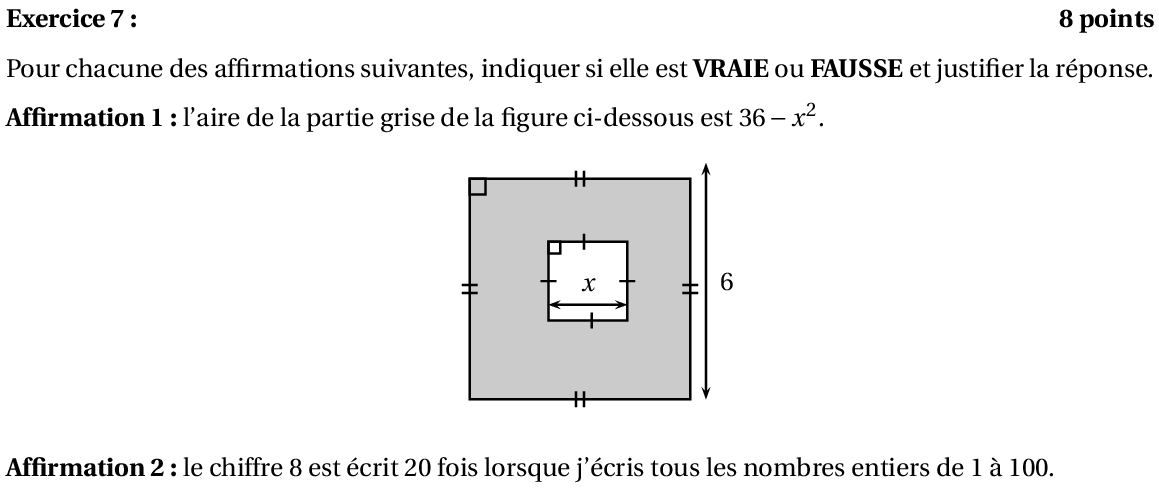 Exercice 7 : 8 points
Pour chacune des affirmations suivantes, indiquer si elle est VRAIE ou FAUSSE et justifier la réponse.
Affirmation 1 : l'aire de la partie grise de la figure ci-dessous est 36 − x².
x
6
Affirmation 2 : le chiffre 8 est écrit 20 fois lorsque j'écris tous les nombres entiers de 1 à 100.